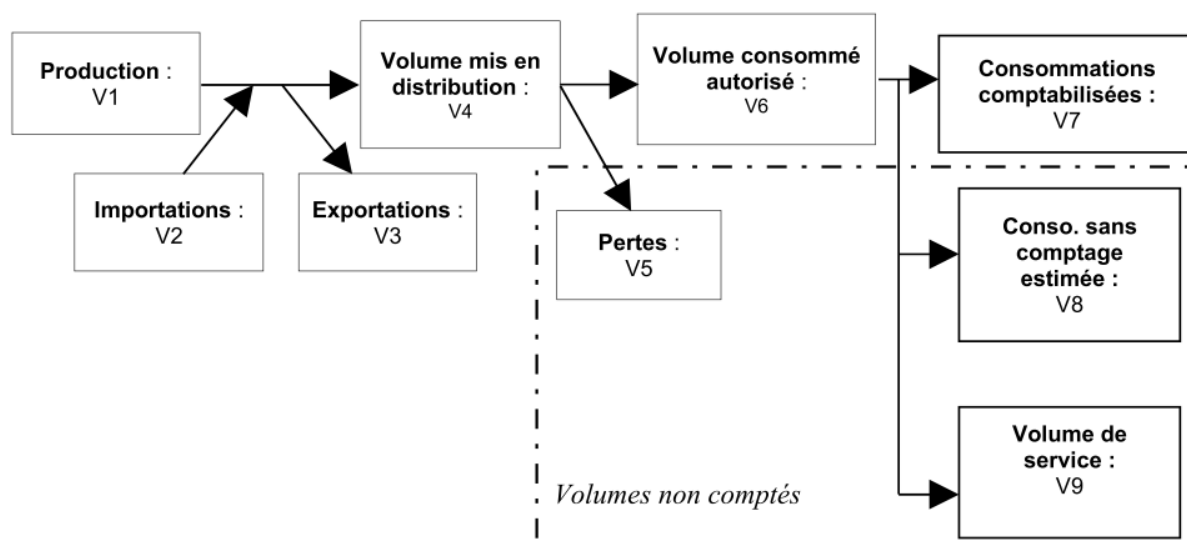 Production :
V1
Importations :
V2
Exportations :
V3
Volume mis en
distribution :
V4
Pertes :
V5
Volume consommé
autorisé :
V6
Consommations
comptabilisées :
V7
Conso. sans
comptage
estimée :
V8
Volume de
service :
V9
Volumes non comptés